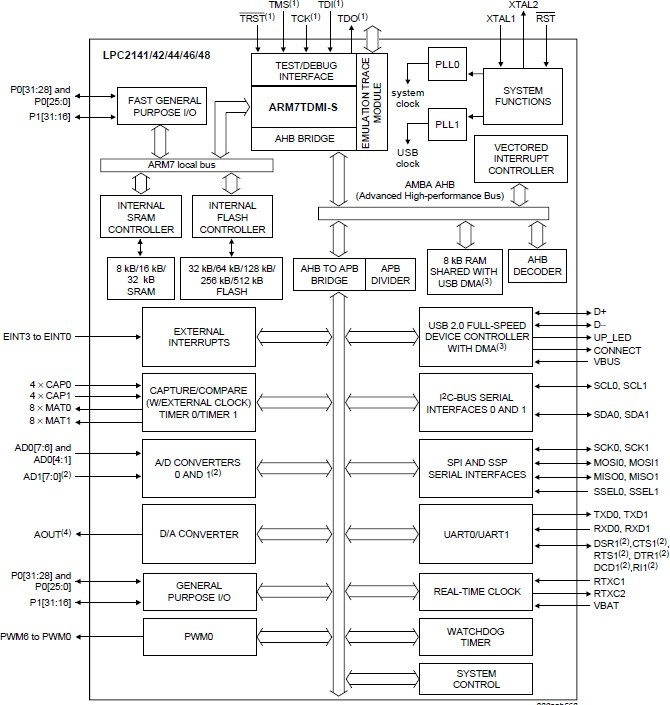 TMS(1)
TDI(1)
XTAL2
TRST(1)
TCK(1)
TDO(1)
XTAL1
RST
LPC2141/42/44/46/48
TEST/DEBUG
INTERFACE
ARM7TDMI-S
AHB BRIDGE
EMULATION TRACE
MODULE
PLL0
system
clock
PLL1
USB
clock
SYSTEM
FUNCTIONS
VECTORED
INTERRUPT
CONTROLLER
P0[31:28] and
P0[25:0]
P1[31:16]
FAST GENERAL
PURPOSE I/O
ARM7 local bus
AMBA AHB
(Advanced High-performance Bus)
INTERNAL
SRAM
CONTROLLER
INTERNAL
FLASH
CONTROLLER
8 kB/16 kB/
32 kB
SRAM
32 kB/64 kB/128 kB/
256 kB/512 kB
FLASH
AHB TO APB
BRIDGE
APB
DIVIDER
8 kB RAM
SHARED WITH
USB DMA(3)
AHB
DECODER
EINT3 to EINT0
EXTERNAL
INTERRUPTS
USB 2.0 FULL-SPEED
DEVICE CONTROLLER
WITH DMA(3)
D+
D−
UP_LED
CONNECT
VBUS
4 × CAP0
4 × CAP1
8 × MAT0
8 × MAT1
CAPTURE/COMPARE
(W/EXTERNAL CLOCK)
TIMER 0/TIMER 1
I2C-BUS SERIAL
INTERFACES 0 AND 1
SCL0, SCL1
SDA0, SDA1
AD0[7:6] and
AD0[4:1]
AD1[7:0](2)
A/D CONVERTERS
0 AND 1(2)
SPI AND SSP
SERIAL INTERFACES
SCK0, SCK1
MOSI0, MOSI1
MISO0, MISO1
SSEL0, SSEL1
AOUT(4)
D/A CONVERTER
UART0/UART1
TXD0, TXD1
RXD0, RXD1
DSR1(2),CTS1(2),
RTS1(2), DTR1(2)
DCD1(2),RI1(2)
P0[31:28] and
P0[25:0]
P1[31:16]
GENERAL
PURPOSE I/O
REAL-TIME CLOCK
RTXC1
RTXC2
VBAT
PWM6 to PWM0
PWM0
WATCHDOG
TIMER
SYSTEM
CONTROL